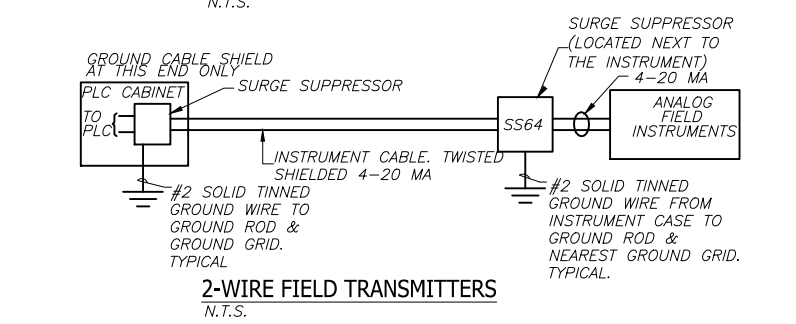 N.T.S.
GROUND CABLE SHIELD
AT THIS END ONLY
PLC CABINET
TO
PLC
SURGE SUPPRESSOR
INSTRUMENT CABLE. TWISTED
SHIELDED 4-20 MA
#2 SOLID TINNED
GROUND WIRE TO
GROUND ROD &
GROUND GRID.
TYPICAL
SURGE SUPPRESSOR
(LOCATED NEXT TO
THE INSTRUMENT)
4-20 MA
SS64
ANALOG
FIELD
INSTRUMENTS
#2 SOLID TINNED
GROUND WIRE FROM
INSTRUMENT CASE TO
GROUND ROD &
NEAREST GROUND GRID.
TYPICAL.
2-WIRE FIELD TRANSMITTERS
N.T.S.